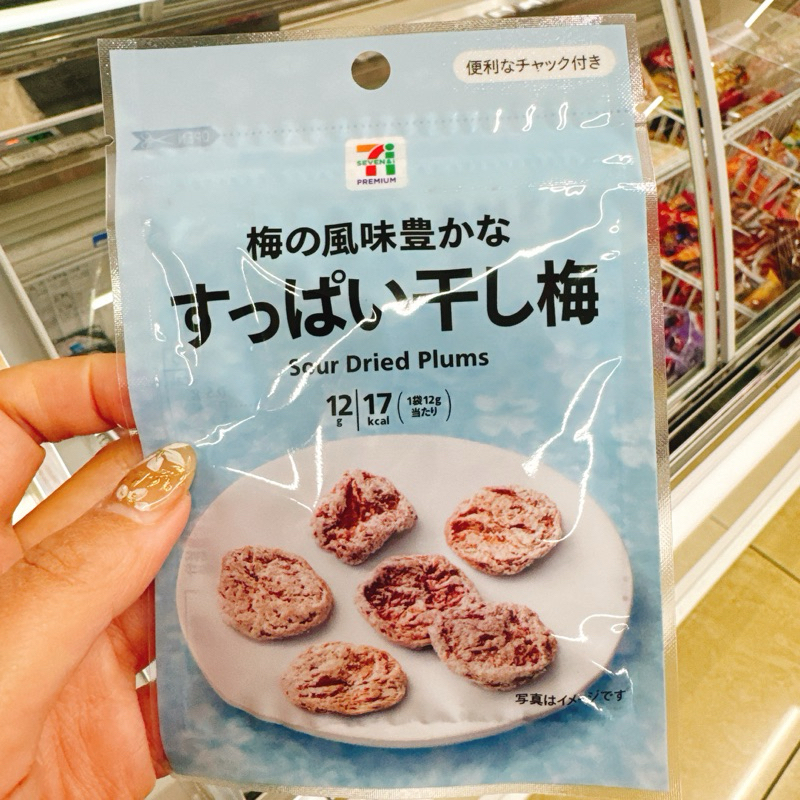 便利なチャック付き
OPEN
7i
SEVEN&i
PREMIUM
梅の風味豊かな
すっぱい干し梅
Sour Dried Plums
12g 17kcal (1袋12g当たり)
写真はイメージです